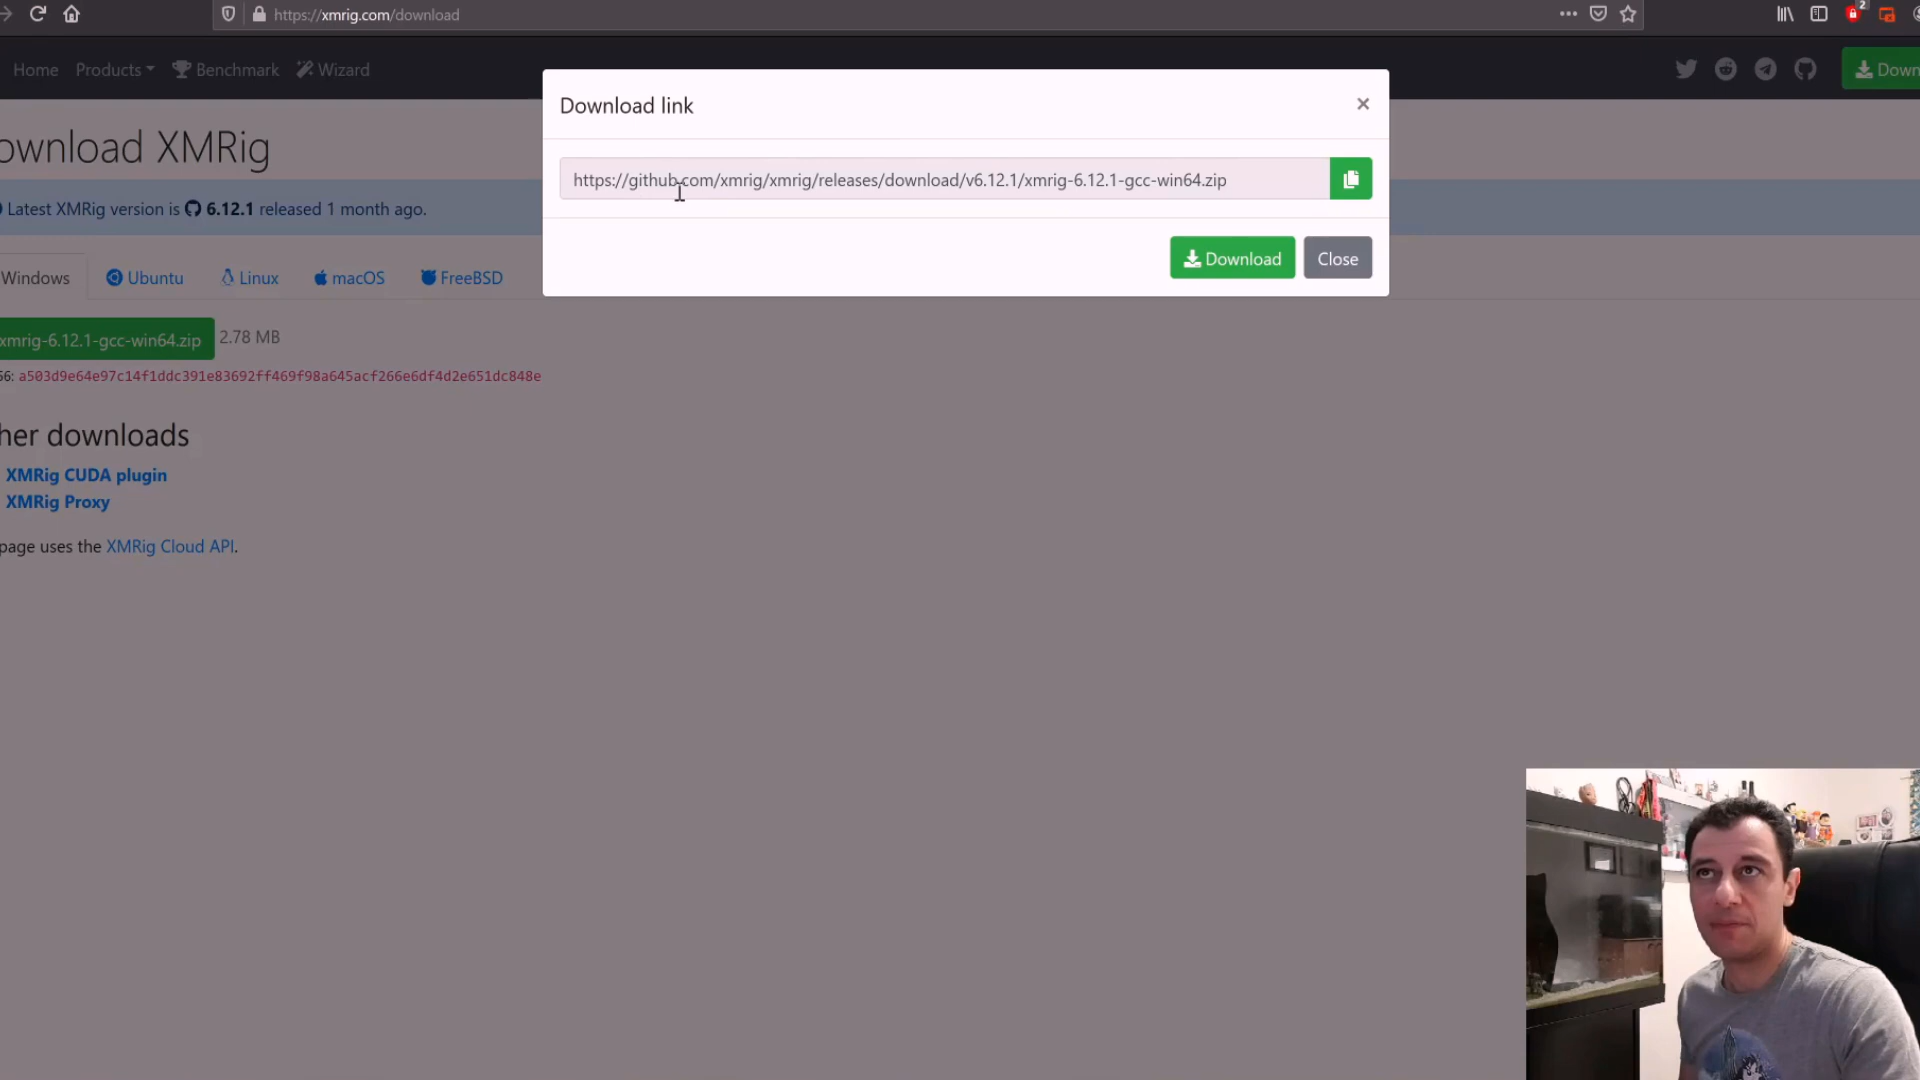 https://xmrig.com/download
2
Home Products Benchmark Wizard
Down
Download link
×
ownload XMRig
https://github.com/xmrig/xmrig/releases/download/v6.12.1/xmrig-6.12.1-gcc-win64.zip
Latest XMRig version is 6.12.1 released 1 month ago.
Download Close
Windows Ubuntu Linux macOS FreeBSD
xmrig-6.12.1-gcc-win64.zip 2.78 MB
56: a503d9e64e97c14f1ddc391e83692ff469f98a645acf266e6df4d2e651dc848e
her downloads
XMRig CUDA plugin
XMRig Proxy
page uses the XMRig Cloud API.